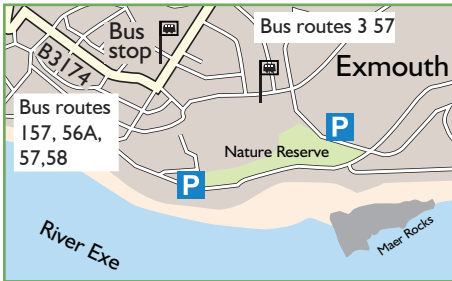 Bus
stop
Bus routes 3 57
B3174
Exmouth
Bus routes
157, 56A,
57,58
P
Nature Reserve
P
River Exe
Maer Rocks